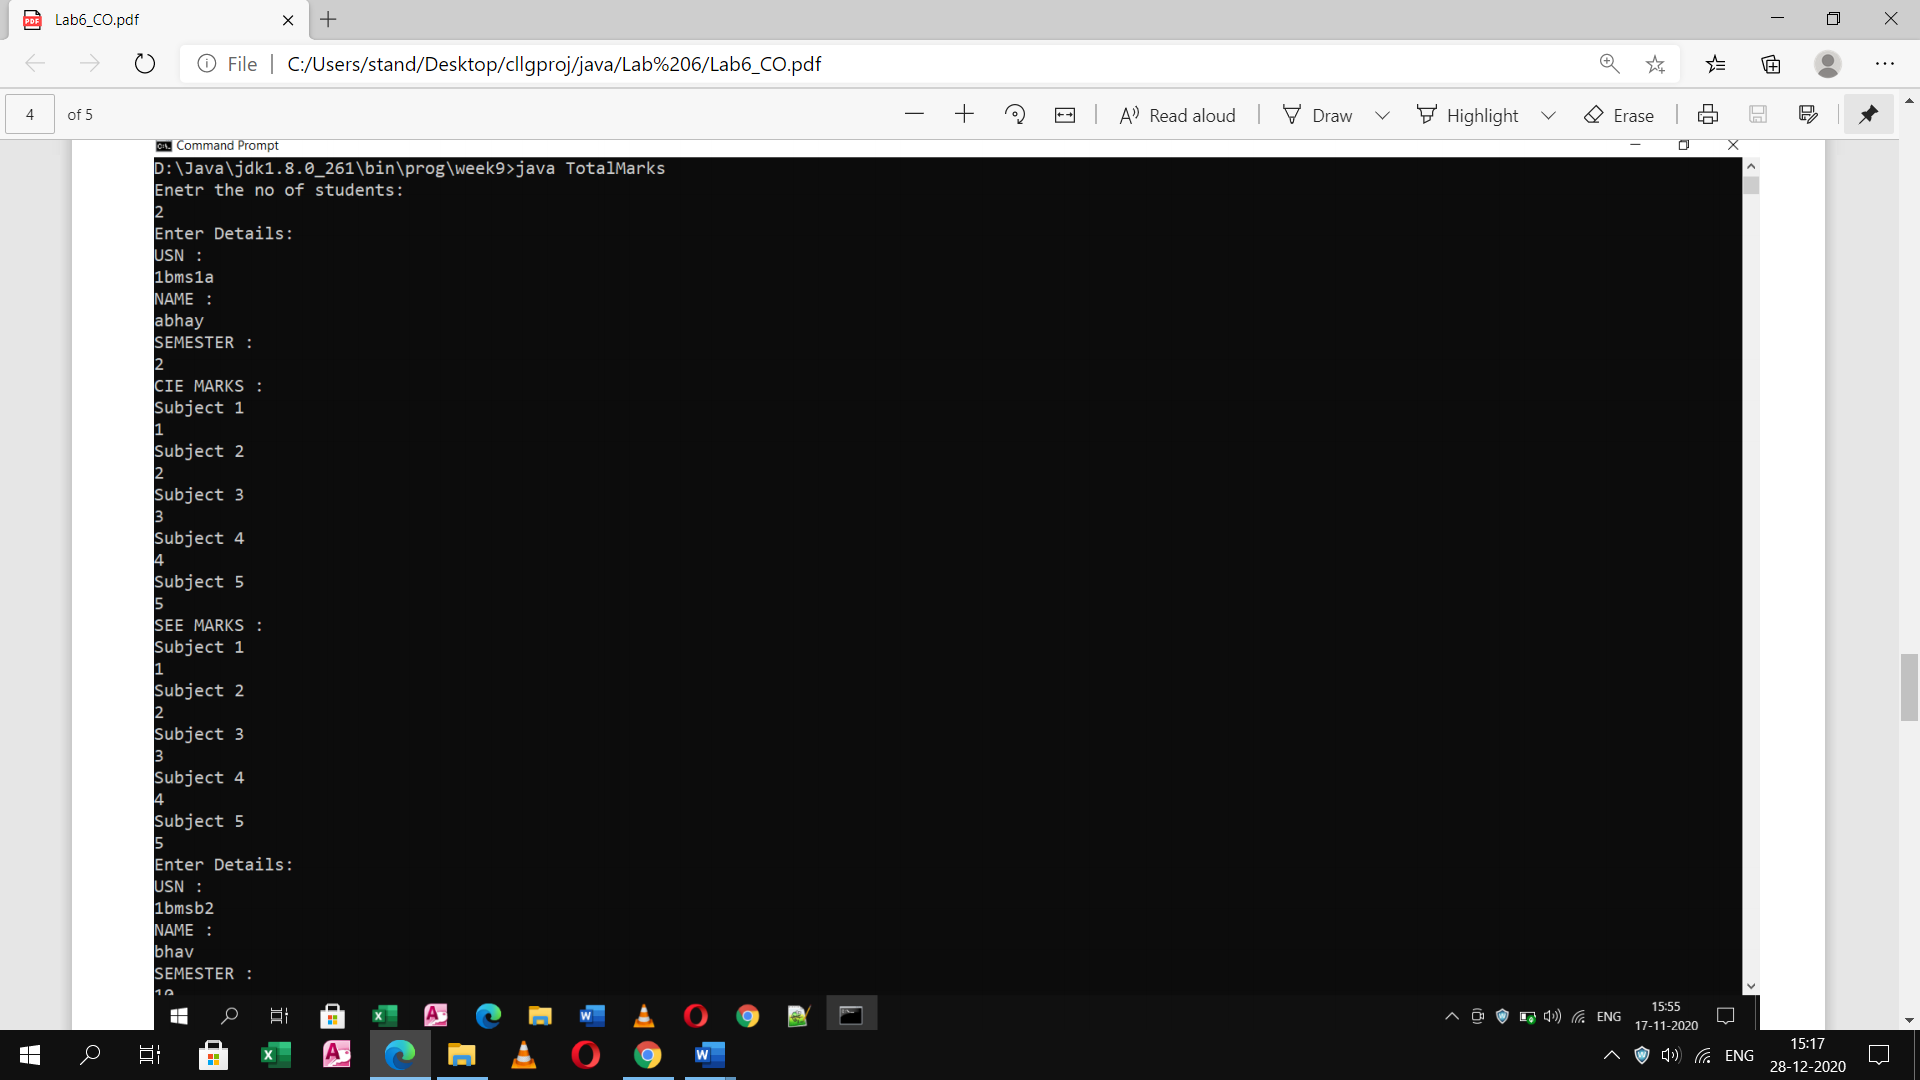 Lab6_CO.pdf
File | C:/Users/stand/Desktop/cllgproj/java/Lab%206/Lab6_CO.pdf
4 of 5
Read aloud
Draw
Highlight
Erase
Command Prompt
D:\Java\jdk1.8.0_261\bin\prog\week9>java TotalMarks
Enetr the no of students:
2
Enter Details:
USN :
1bms1a
NAME :
abhay
SEMESTER :
2
CIE MARKS :
Subject 1
1
Subject 2
2
Subject 3
3
Subject 4
4
Subject 5
5
SEE MARKS :
Subject 1
1
Subject 2
2
Subject 3
3
Subject 4
4
Subject 5
5
Enter Details:
USN :
1bmsb2
NAME :
bhav
SEMESTER :
10
ENG
15:55
17-11-2020
ENG
15:17
28-12-2020